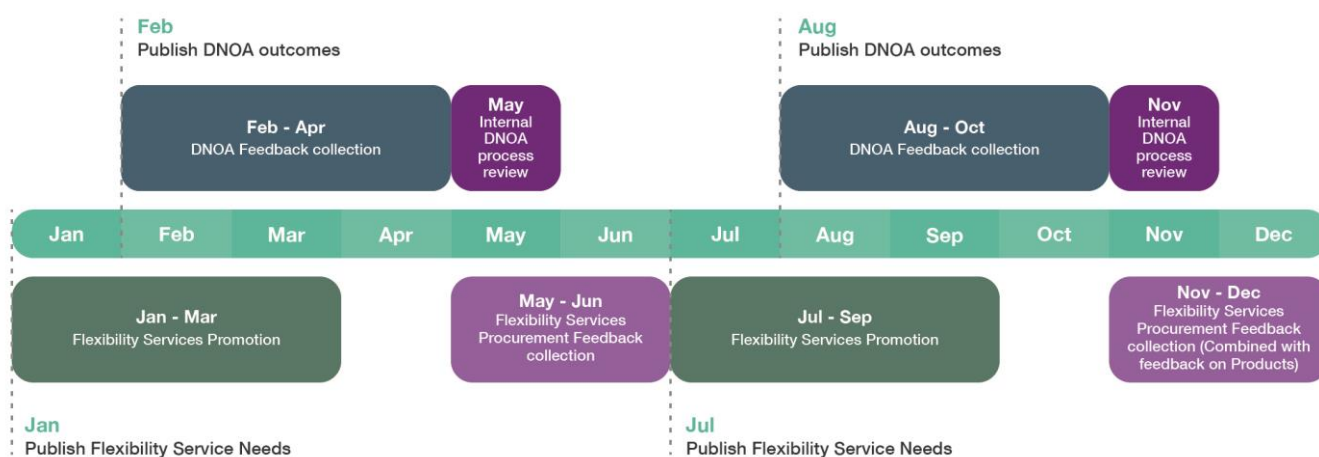 Feb
Publish DNOA outcomes
Aug
Publish DNOA outcomes
Feb - Apr
DNOA Feedback collection
May
Internal
DNOA
process
review
Aug - Oct
DNOA Feedback collection
Nov
Internal
DNOA
process
review
Jan Feb Mar Apr May Jun Jul Aug Sep Oct Nov Dec
Jan - Mar
Flexibility Services Promotion
May - Jun
Flexibility Services
Procurement Feedback
collection
Jul - Sep
Flexibility Services Promotion
Nov - Dec
Flexibility Services
Procurement Feedback
collection (Combined with
feedback on Products)
Jan
Publish Flexibility Service Needs
Jul
Publish Flexibility Service Needs